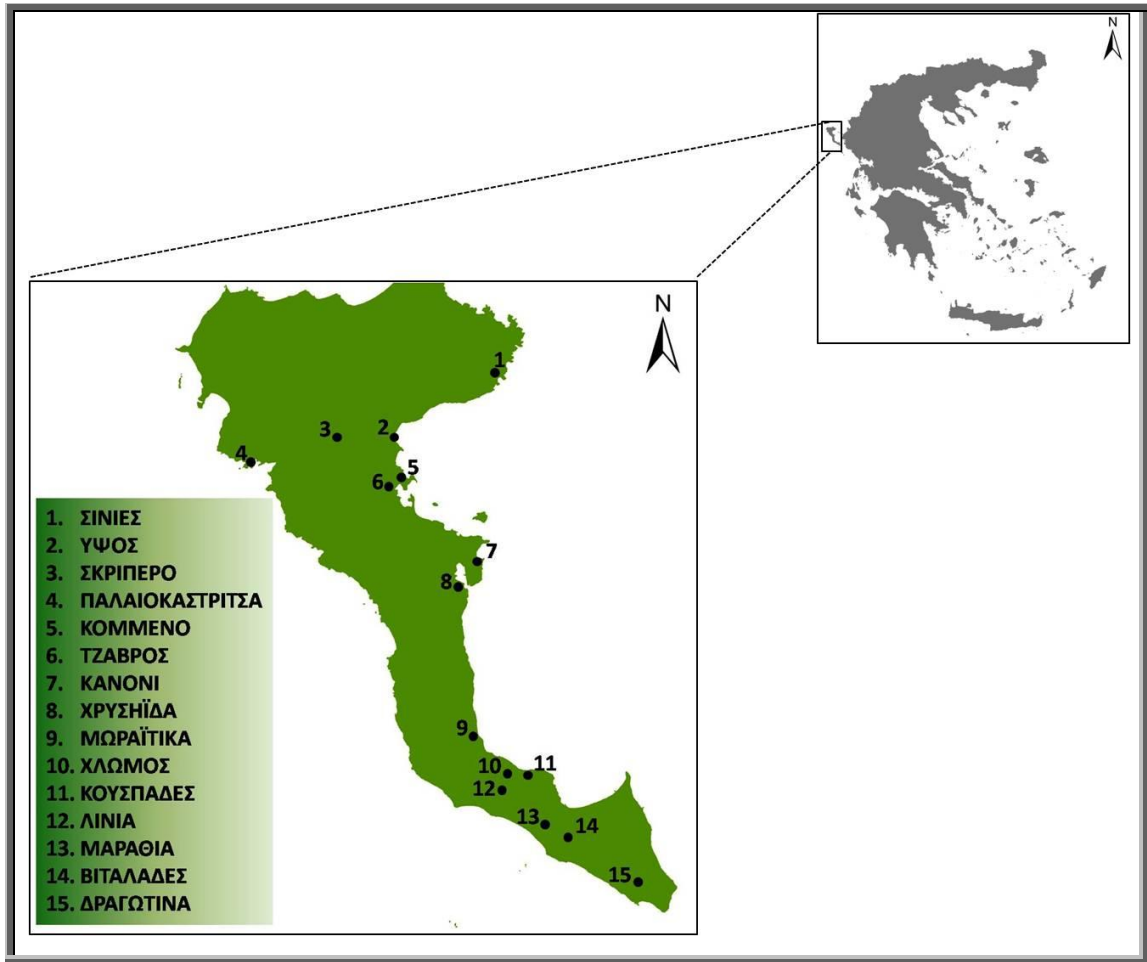 N
N
1
2
3
4
5
6
7
8
9
10
11
12
13
14
15
1. ΣΙΝΙΕΣ
2. ΥΨΟΣ
3. ΣΚΡΙΠΕΡΟ
4. ΠΑΛΑΙΟΚΑΣΤΡΙΤΣΑ
5. ΚΟΜΜΕΝΟ
6. ΤΖΑΒΡΟΣ
7. ΚΑΝΟΝΙ
8. ΧΡΥΣΗΪΔΑ
9. ΜΩΡΑΪΤΙΚΑ
10. ΧΛΩΜΟΣ
11. ΚΟΥΣΠΑΔΕΣ
12. ΛΙΝΙΑ
13. ΜΑΡΑΘΙΑ
14. ΒΙΤΑΛΑΔΕΣ
15. ΔΡΑΓΩΤΙΝΑ